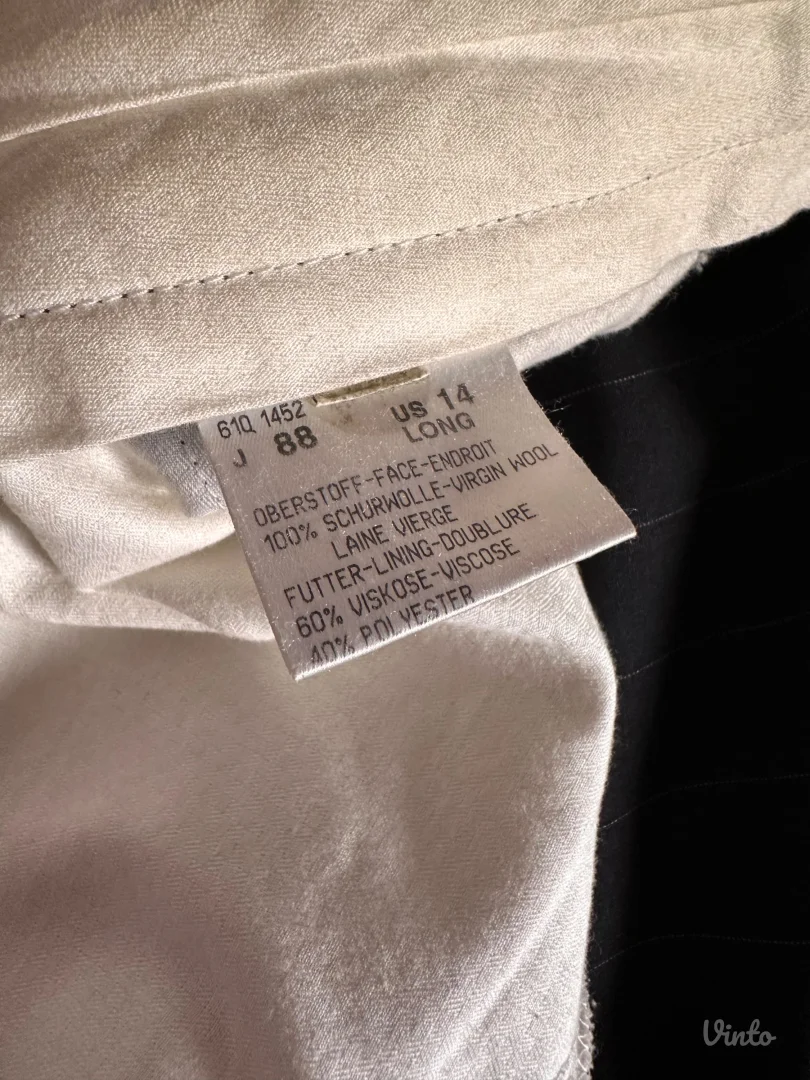 61Q 1452
J 88
US 14
LONG
OBERSTOFF-FACE-ENDROIT
100% SCHURWOLLE-VIRGIN WOOL
LAINE VIERGE
FUTTER-LINING-DOUBLURE
60% VISKOSE-VISCOSE
40% POLYESTER
Vinto